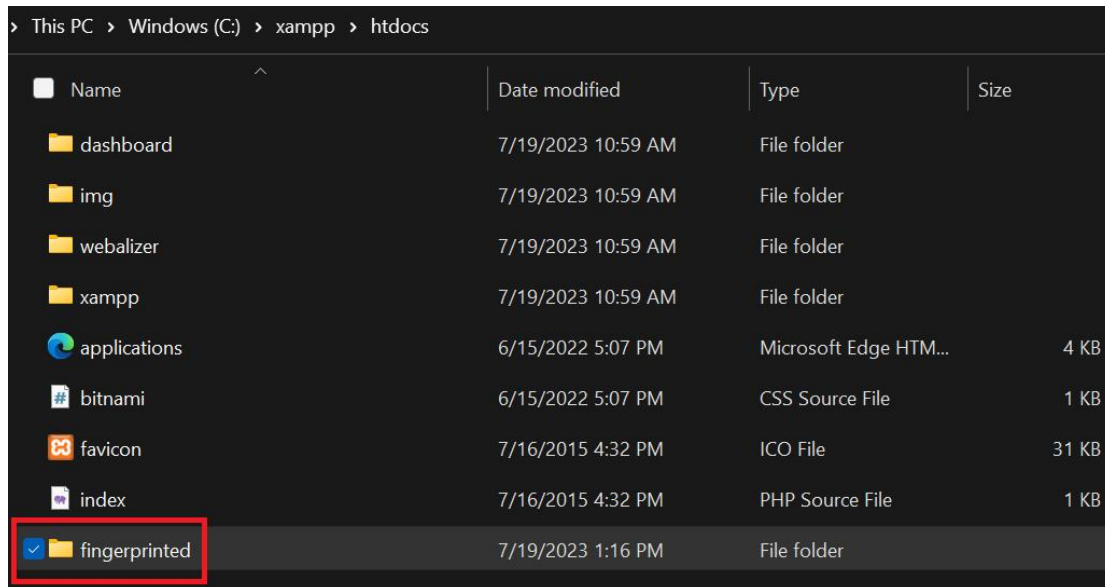 › This PC › Windows (C:) › xampp › htdocs
Name Date modified Type Size
dashboard 7/19/2023 10:59 AM File folder
img 7/19/2023 10:59 AM File folder
webalizer 7/19/2023 10:59 AM File folder
xampp 7/19/2023 10:59 AM File folder
applications 6/15/2022 5:07 PM Microsoft Edge HTM... 4 KB
# bitnami 6/15/2022 5:07 PM CSS Source File 1 KB
favicon 7/16/2015 4:32 PM ICO File 31 KB
index 7/16/2015 4:32 PM PHP Source File 1 KB
fingerprinted 7/19/2023 1:16 PM File folder